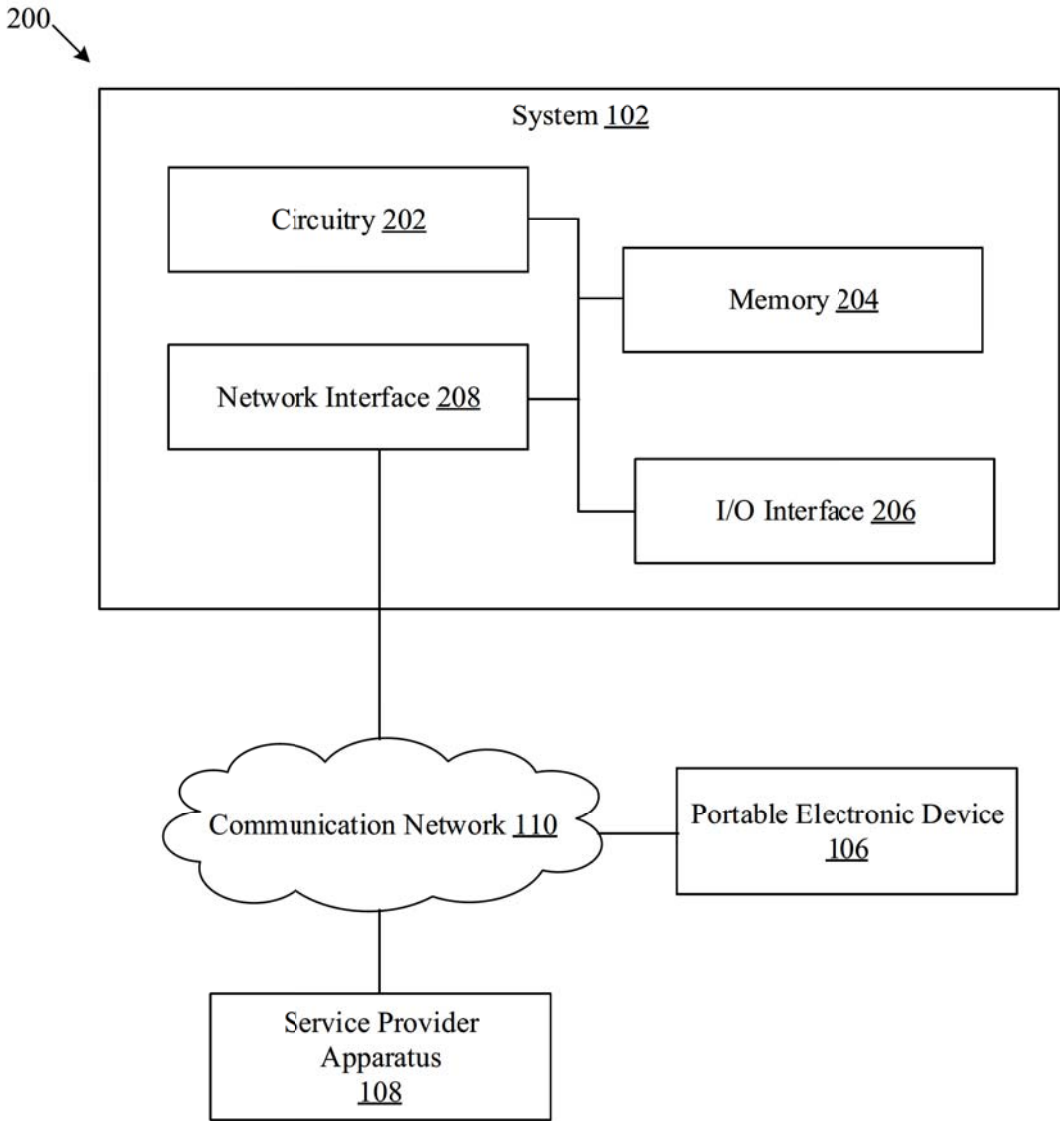 200
System 102
Circuitry 202
Memory 204
Network Interface 208
I/O Interface 206
Communication Network 110
Portable Electronic Device
106
Service Provider
Apparatus
108